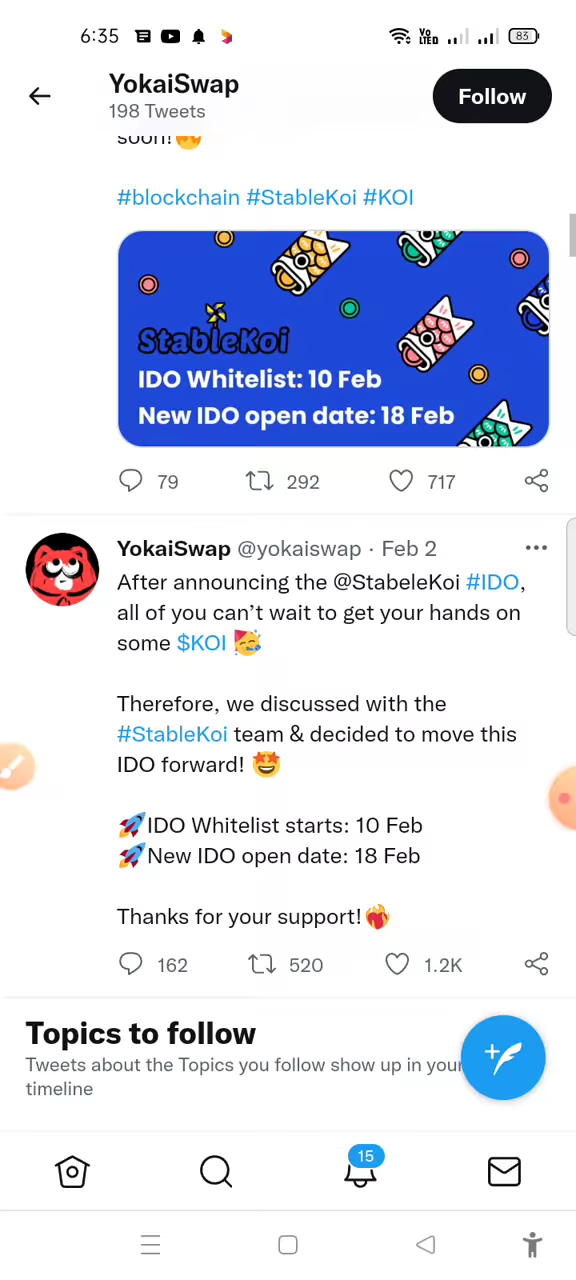 6:35
VO
LTED
83
YokaiSwap
198 Tweets
Follow
soon!🔥
#blockchain #StableKoi #KOI
StableKoi
IDO Whitelist: 10 Feb
New IDO open date: 18 Feb
79 292 717
YokaiSwap @yokaiswap · Feb 2
After announcing the @StabeleKoi #IDO,
all of you can’t wait to get your hands on
some $KOI 🥳
Therefore, we discussed with the
#StableKoi team & decided to move this
IDO forward! 🤩
🚀IDO Whitelist starts: 10 Feb
🚀New IDO open date: 18 Feb
Thanks for your support!❤️‍🔥
162 520 1.2K
Topics to follow
Tweets about the Topics you follow show up in your
timeline
15